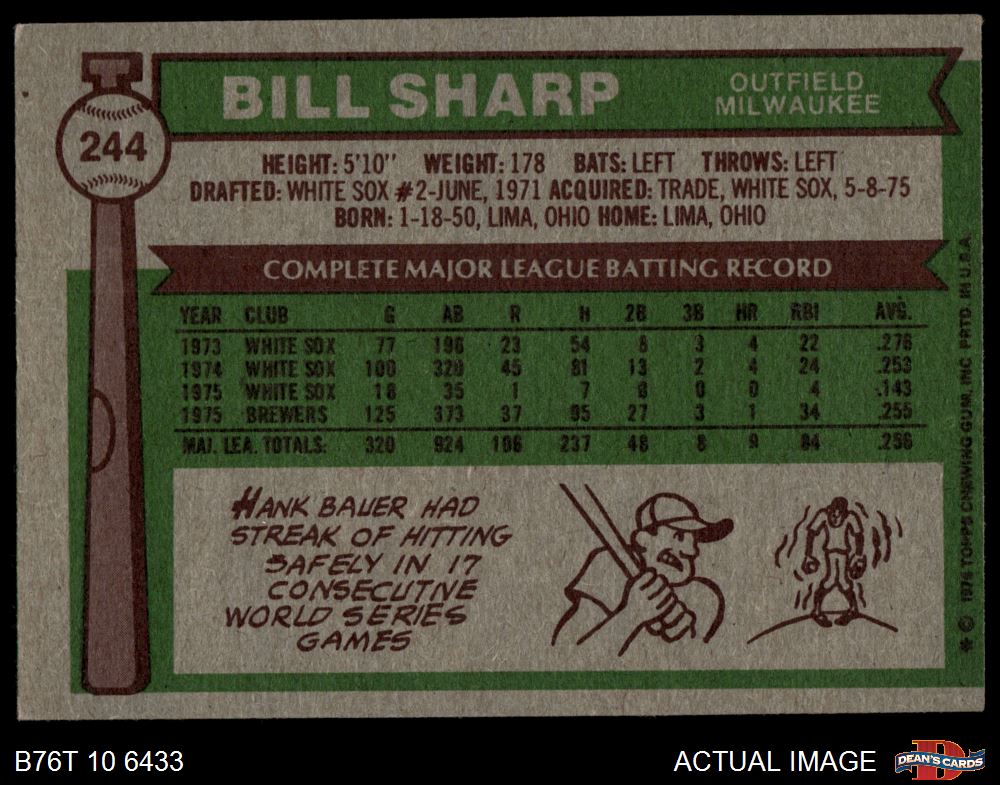 244
BILL SHARP
OUTFIELD
MILWAUKEE
HEIGHT: 5'10" WEIGHT: 178 BATS: LEFT THROWS: LEFT
DRAFTED: WHITE SOX #2-JUNE, 1971 ACQUIRED: TRADE, WHITE SOX, 5-8-75
BORN: 1-18-50, LIMA, OHIO HOME: LIMA, OHIO
COMPLETE MAJOR LEAGUE BATTING RECORD
YEAR CLUB G AB R H 2B 3B HR RBI AVG.
1973 WHITE SOX 77 196 23 54 8 3 4 22 .276
1974 WHITE SOX 100 320 45 81 13 2 4 24 .253
1975 WHITE SOX 18 35 1 7 0 0 0 4 .143
1975 BREWERS 125 373 37 95 27 3 1 34 .255
MAJ. LEA. TOTALS: 320 924 106 237 48 8 9 84 .256
HANK BAUER HAD
STREAK OF HITTING
SAFELY IN 17
CONSECUTIVE
WORLD SERIES
GAMES
* © 1976 TOPPS CHEWING GUM, INC PRTD IN U.S.A.
B76T 10 6433
ACTUAL IMAGE
D
DEAN'S CARDS